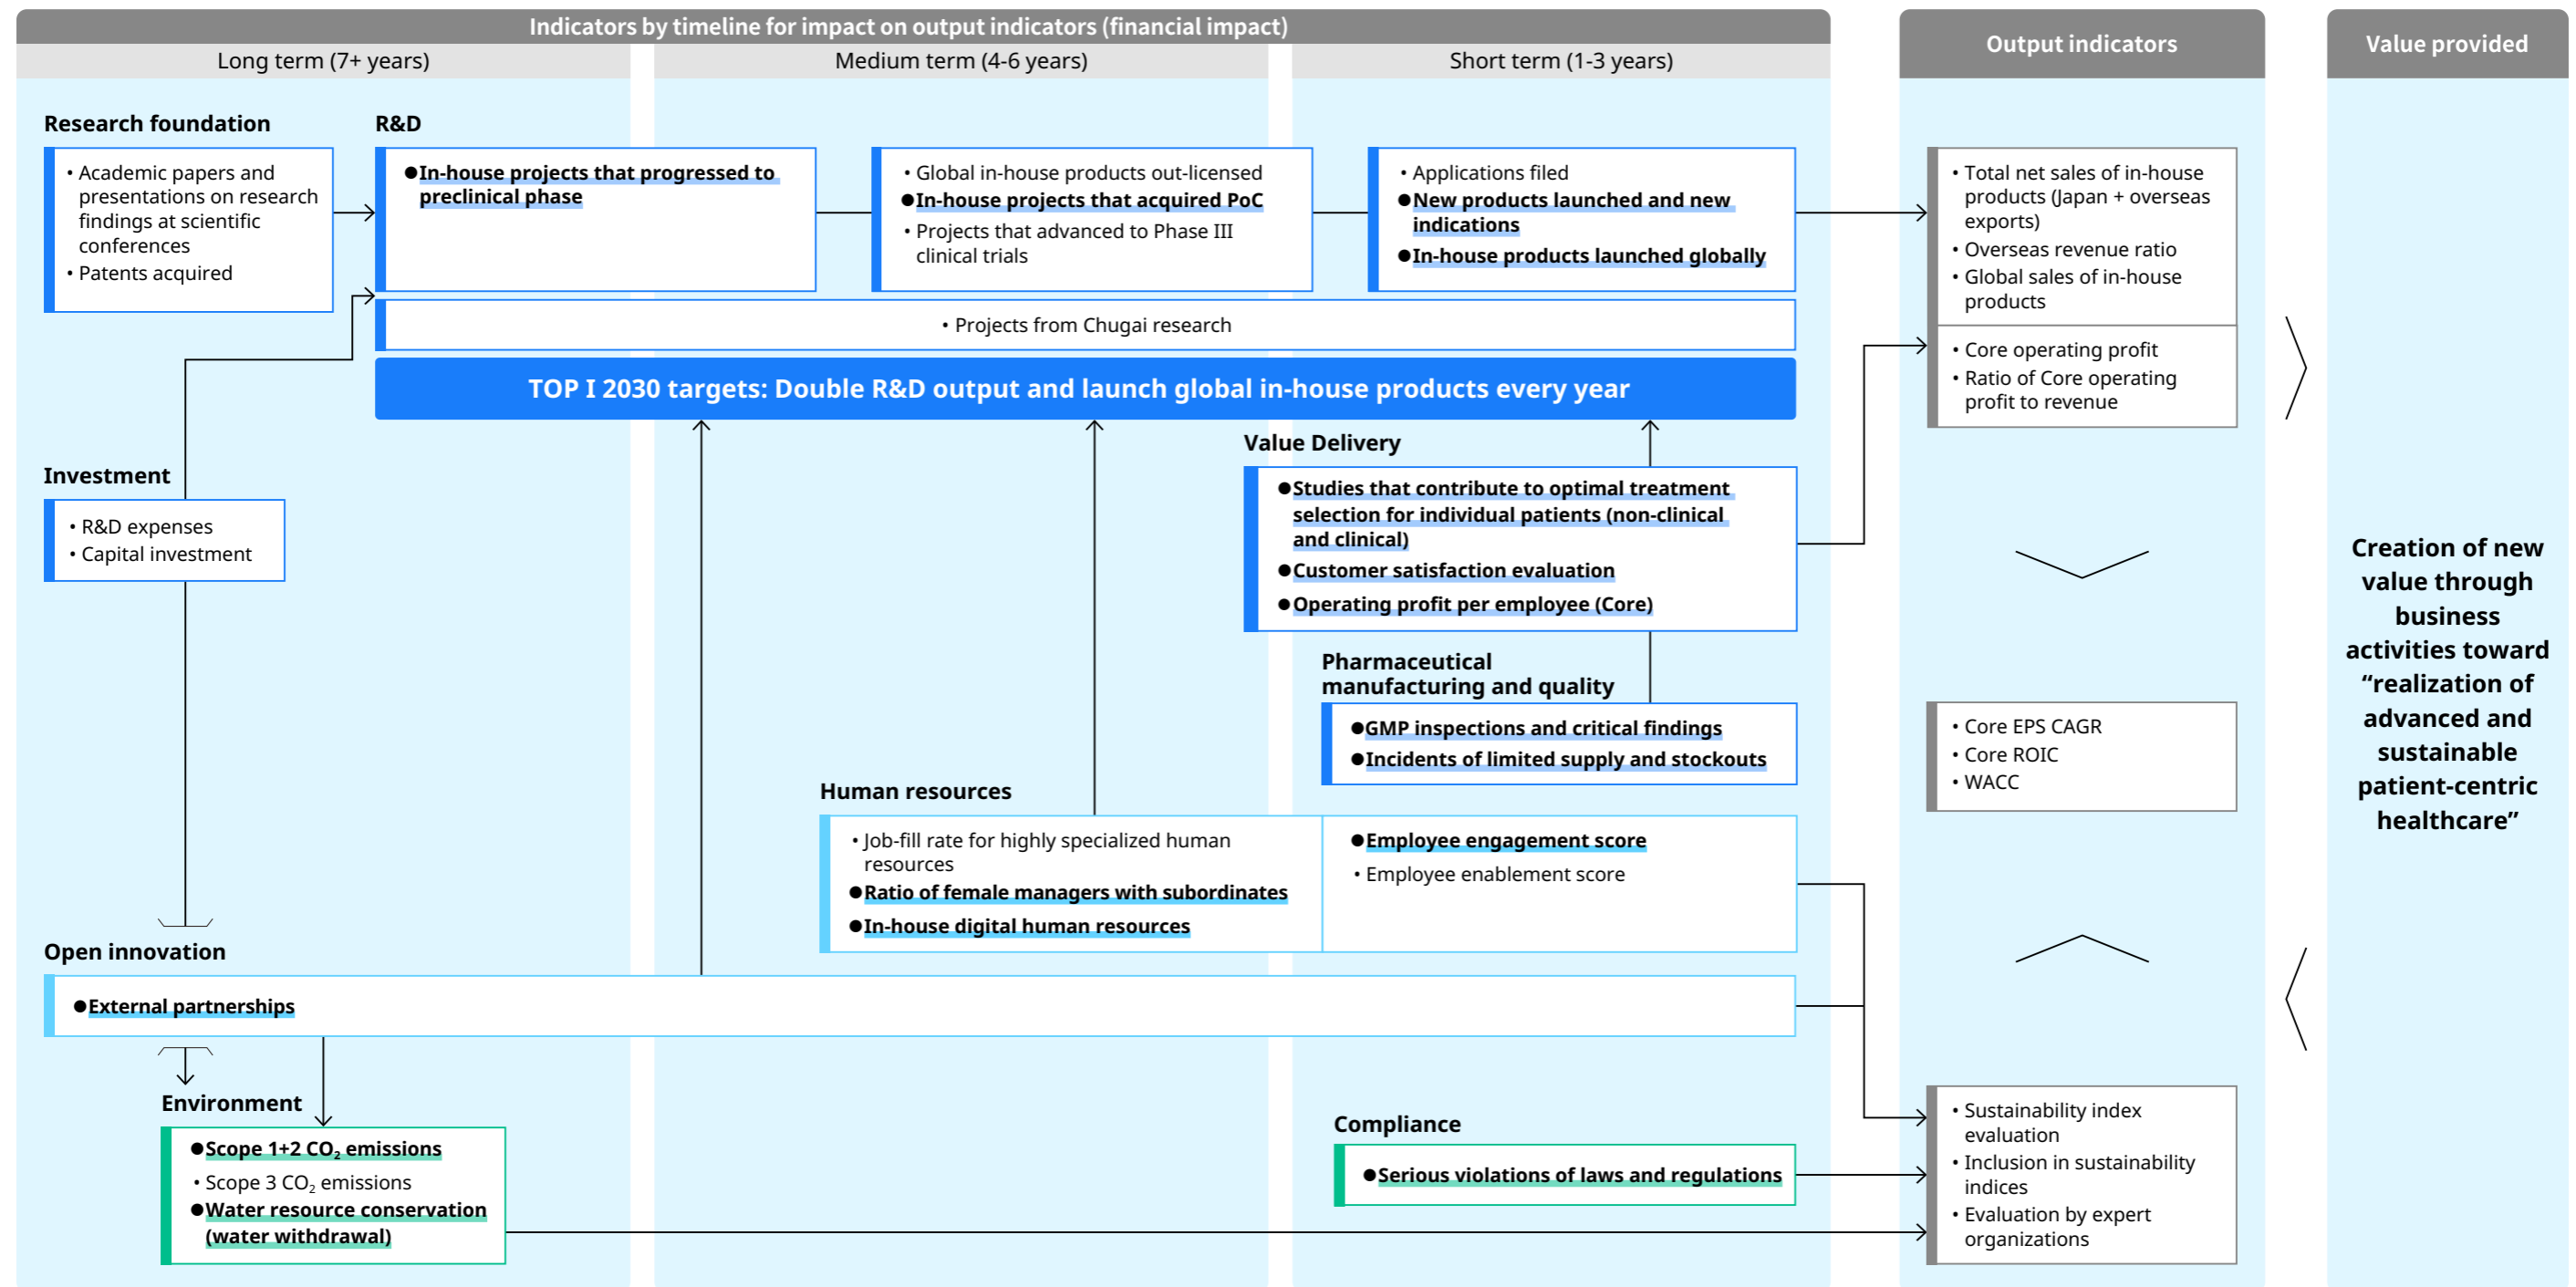 Indicators by timeline for impact on output indicators (financial impact)
Long term (7+ years)
Medium term (4-6 years)
Short term (1-3 years)
Output indicators
Value provided
Research foundation
• Academic papers and
presentations on research
findings at scientific
conferences
• Patents acquired
R&D
●In-house projects that progressed to
preclinical phase
• Global in-house products out-licensed
●In-house projects that acquired PoC
• Projects that advanced to Phase III
clinical trials
• Applications filed
●New products launched and new
indications
●In-house products launched globally
• Projects from Chugai research
TOP I 2030 targets: Double R&D output and launch global in-house products every year
• Total net sales of in-house
products (Japan + overseas
exports)
• Overseas revenue ratio
• Global sales of in-house
products
• Core operating profit
• Ratio of Core operating
profit to revenue
Investment
• R&D expenses
• Capital investment
Value Delivery
●Studies that contribute to optimal treatment
selection for individual patients (non-clinical
and clinical)
●Customer satisfaction evaluation
●Operating profit per employee (Core)
Pharmaceutical
manufacturing and quality
●GMP inspections and critical findings
●Incidents of limited supply and stockouts
• Core EPS CAGR
• Core ROIC
• WACC
Human resources
• Job-fill rate for highly specialized human
resources
●Ratio of female managers with subordinates
●In-house digital human resources
●Employee engagement score
• Employee enablement score
Open innovation
●External partnerships
Environment
●Scope 1+2 CO₂ emissions
• Scope 3 CO₂ emissions
●Water resource conservation
(water withdrawal)
Compliance
●Serious violations of laws and regulations
• Sustainability index
evaluation
• Inclusion in sustainability
indices
• Evaluation by expert
organizations
Creation of new
value through
business
activities toward
“realization of
advanced and
sustainable
patient-centric
healthcare”